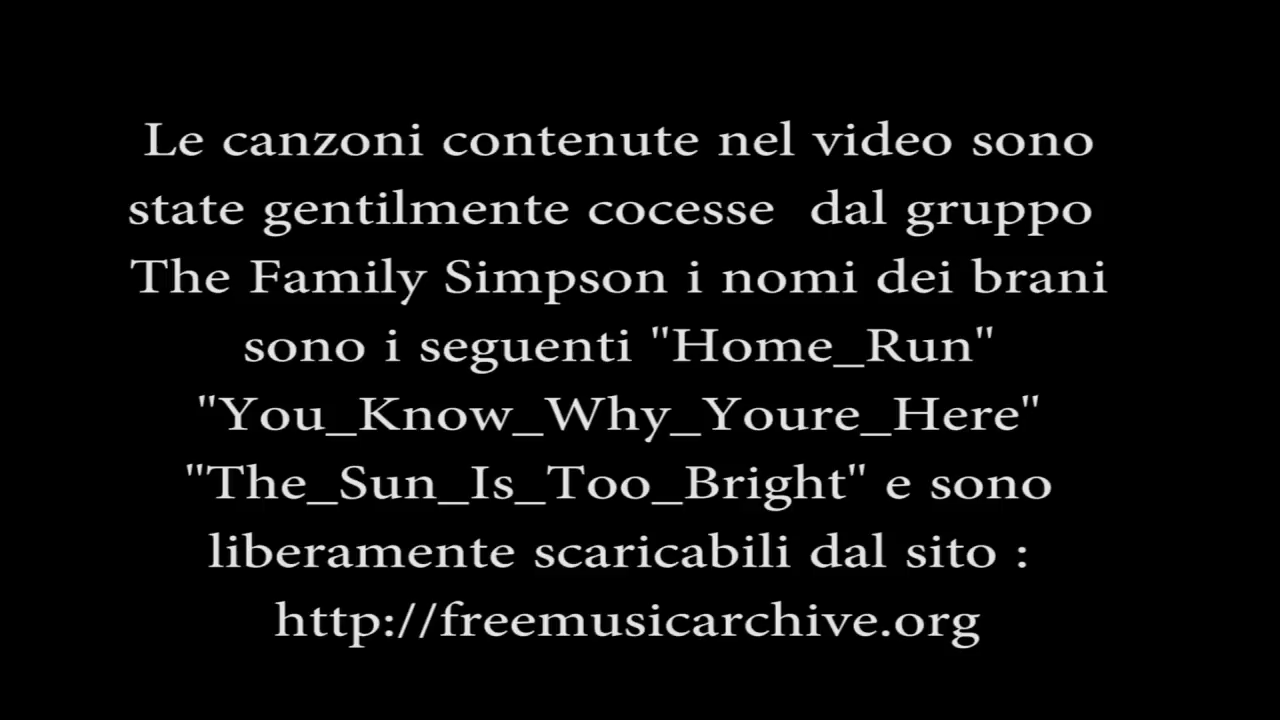 Le canzoni contenute nel video sono
state gentilmente cocesse  dal gruppo
The Family Simpson i nomi dei brani
sono i seguenti "Home_Run"
"You_Know_Why_Youre_Here"
"The_Sun_Is_Too_Bright" e sono
liberamente scaricabili dal sito :
http://freemusicarchive.org